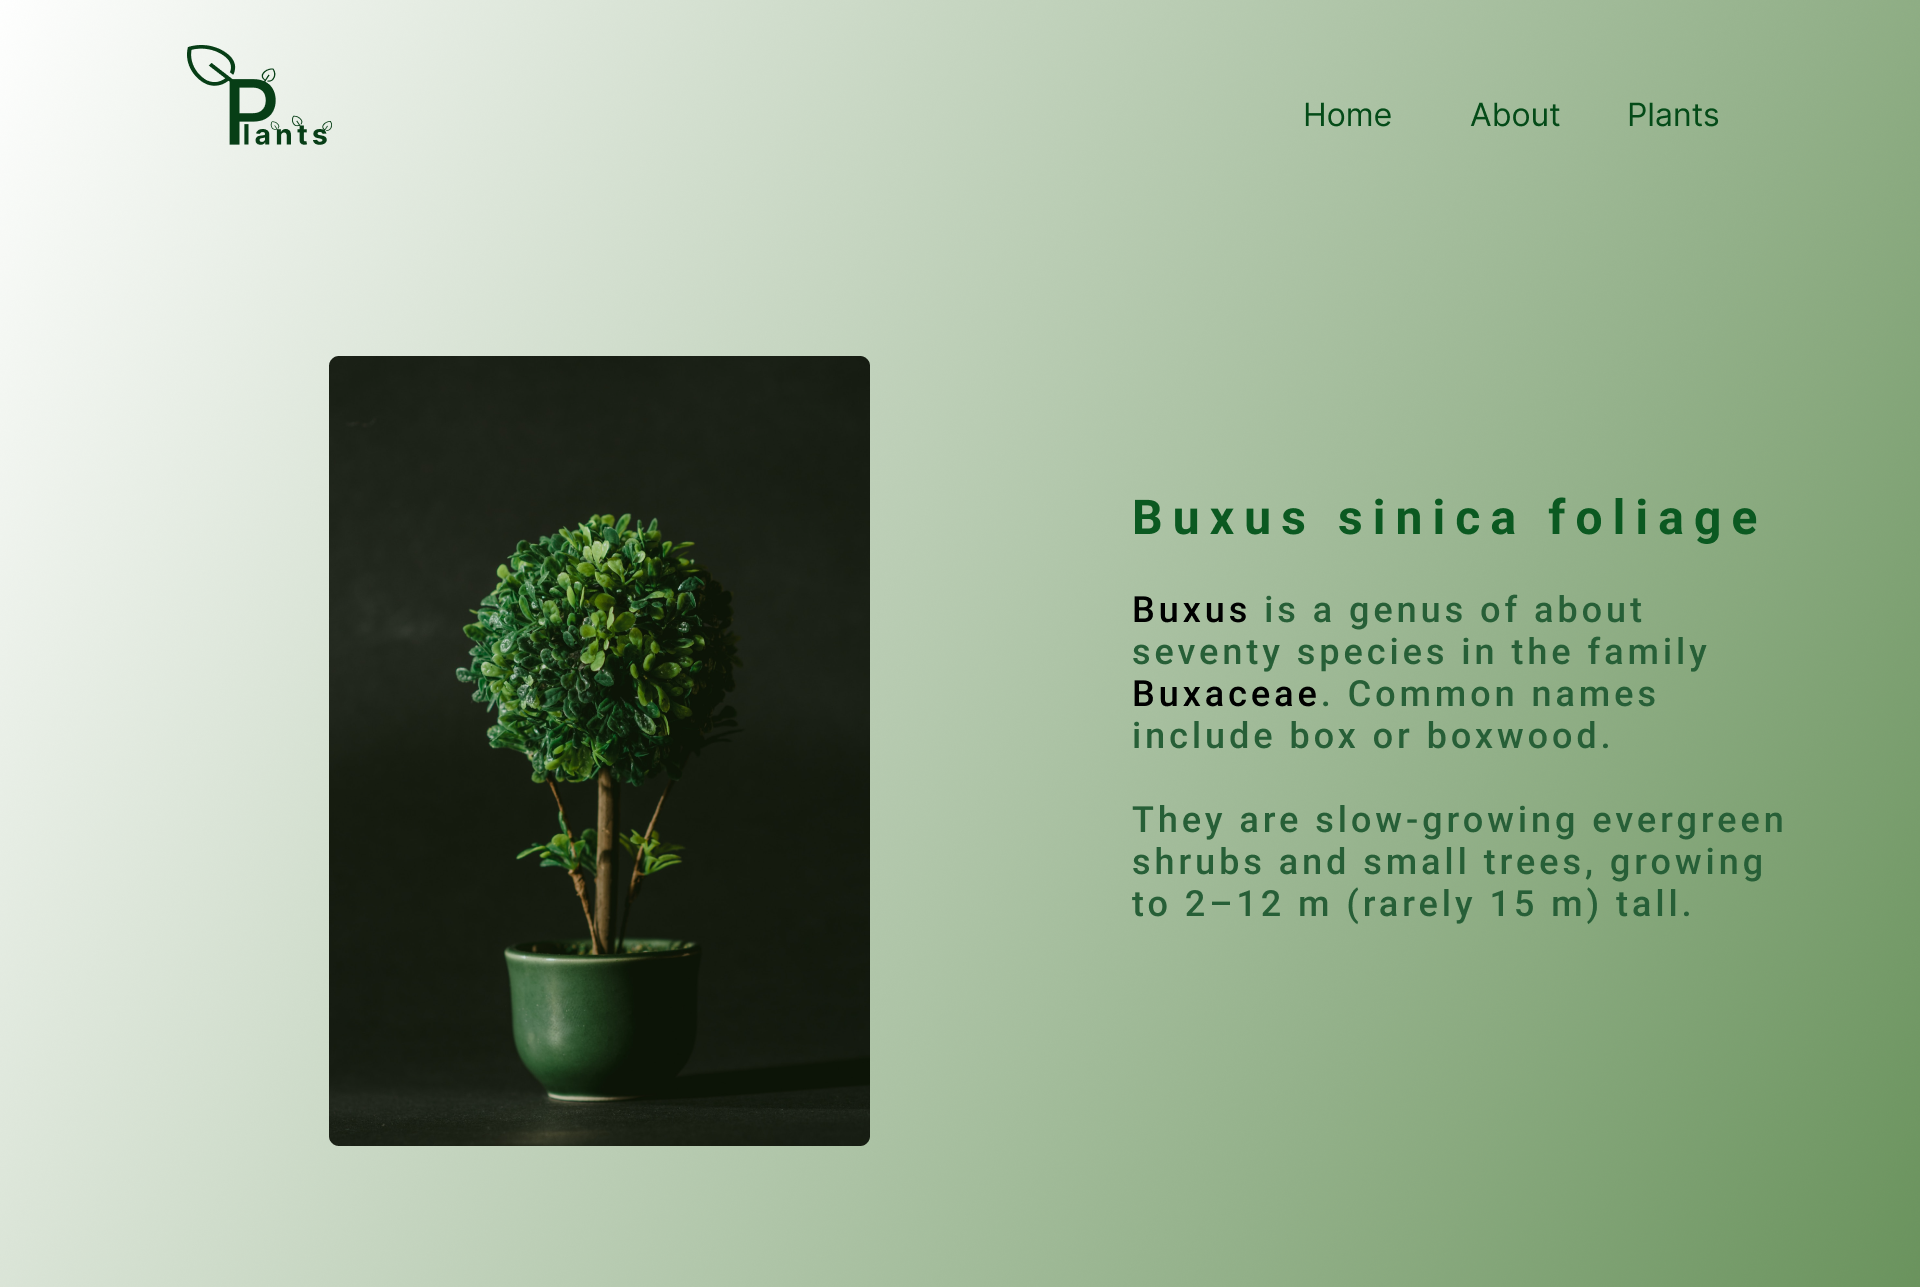 Plants
Home
About
Plants
Buxus sinica foliage
Buxus is a genus of about
seventy species in the family
Buxaceae. Common names
include box or boxwood.
They are slow-growing evergreen
shrubs and small trees, growing
to 2–12 m (rarely 15 m) tall.